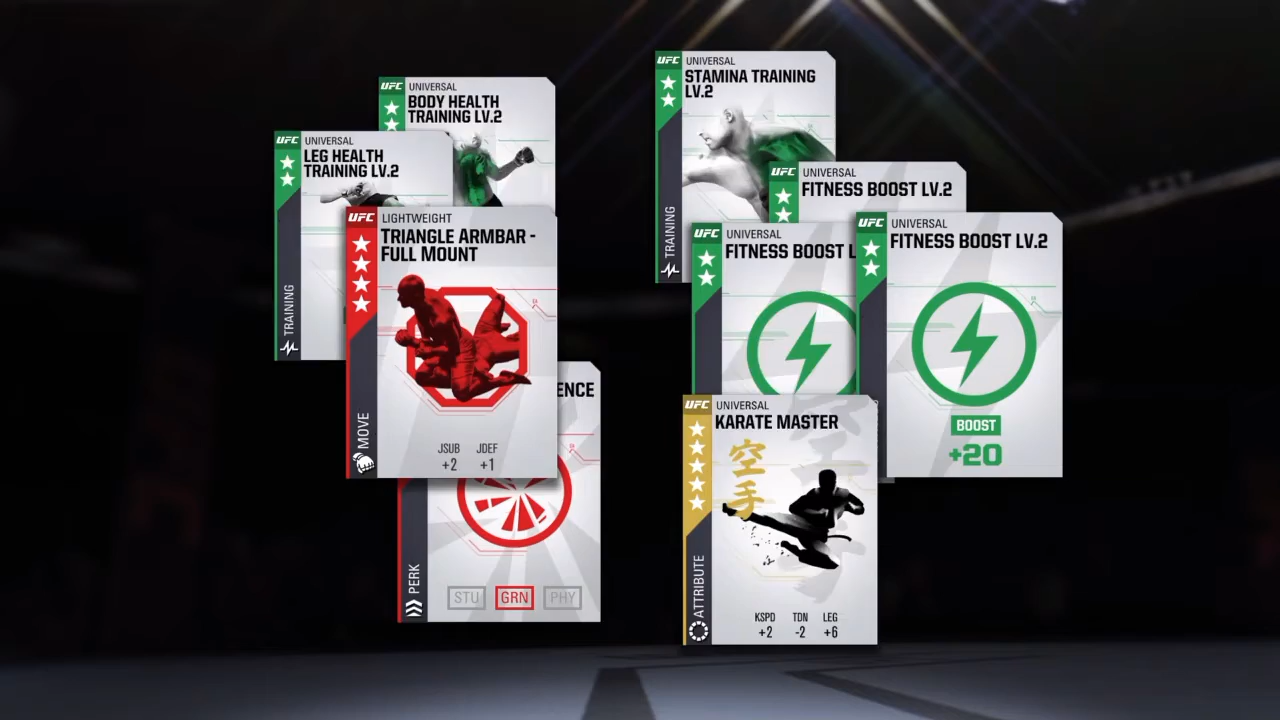 UFC UNIVERSAL
BODY HEALTH
TRAINING LV.2
UFC UNIVERSAL
LEG HEALTH
TRAINING LV.2
TRAINING
UFC LIGHTWEIGHT
TRIANGLE ARMBAR -
FULL MOUNT
JSUB JDEF
+2 +1
MOVE
ENCE
PERK
STU GRN PHY
UFC UNIVERSAL
STAMINA TRAINING
LV.2
TRAINING
UFC UNIVERSAL
FITNESS BOOST LV.2
UFC UNIVERSAL
FITNESS BOOST L
UFC UNIVERSAL
FITNESS BOOST LV.2
BOOST
+20
UFC UNIVERSAL
KARATE MASTER
空
手
空
手
ATTRIBUTE
KSPD TDN LEG
+2 -2 +6